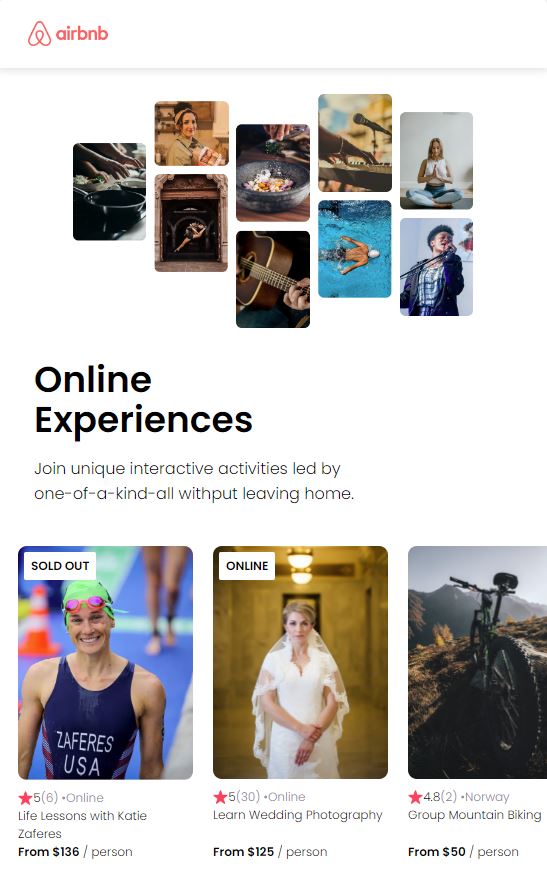 airbnb
Online
Experiences
Join unique interactive activities led by
one-of-a-kind-all withput leaving home.
SOLD OUT
ZAFERES
USA
5(6) •Online
Life Lessons with Katie
Zaferes
From $136 / person
ONLINE
5(30) •Online
Learn Wedding Photography
From $125 / person
4.8(2) •Norway
Group Mountain Biking
From $50 / person